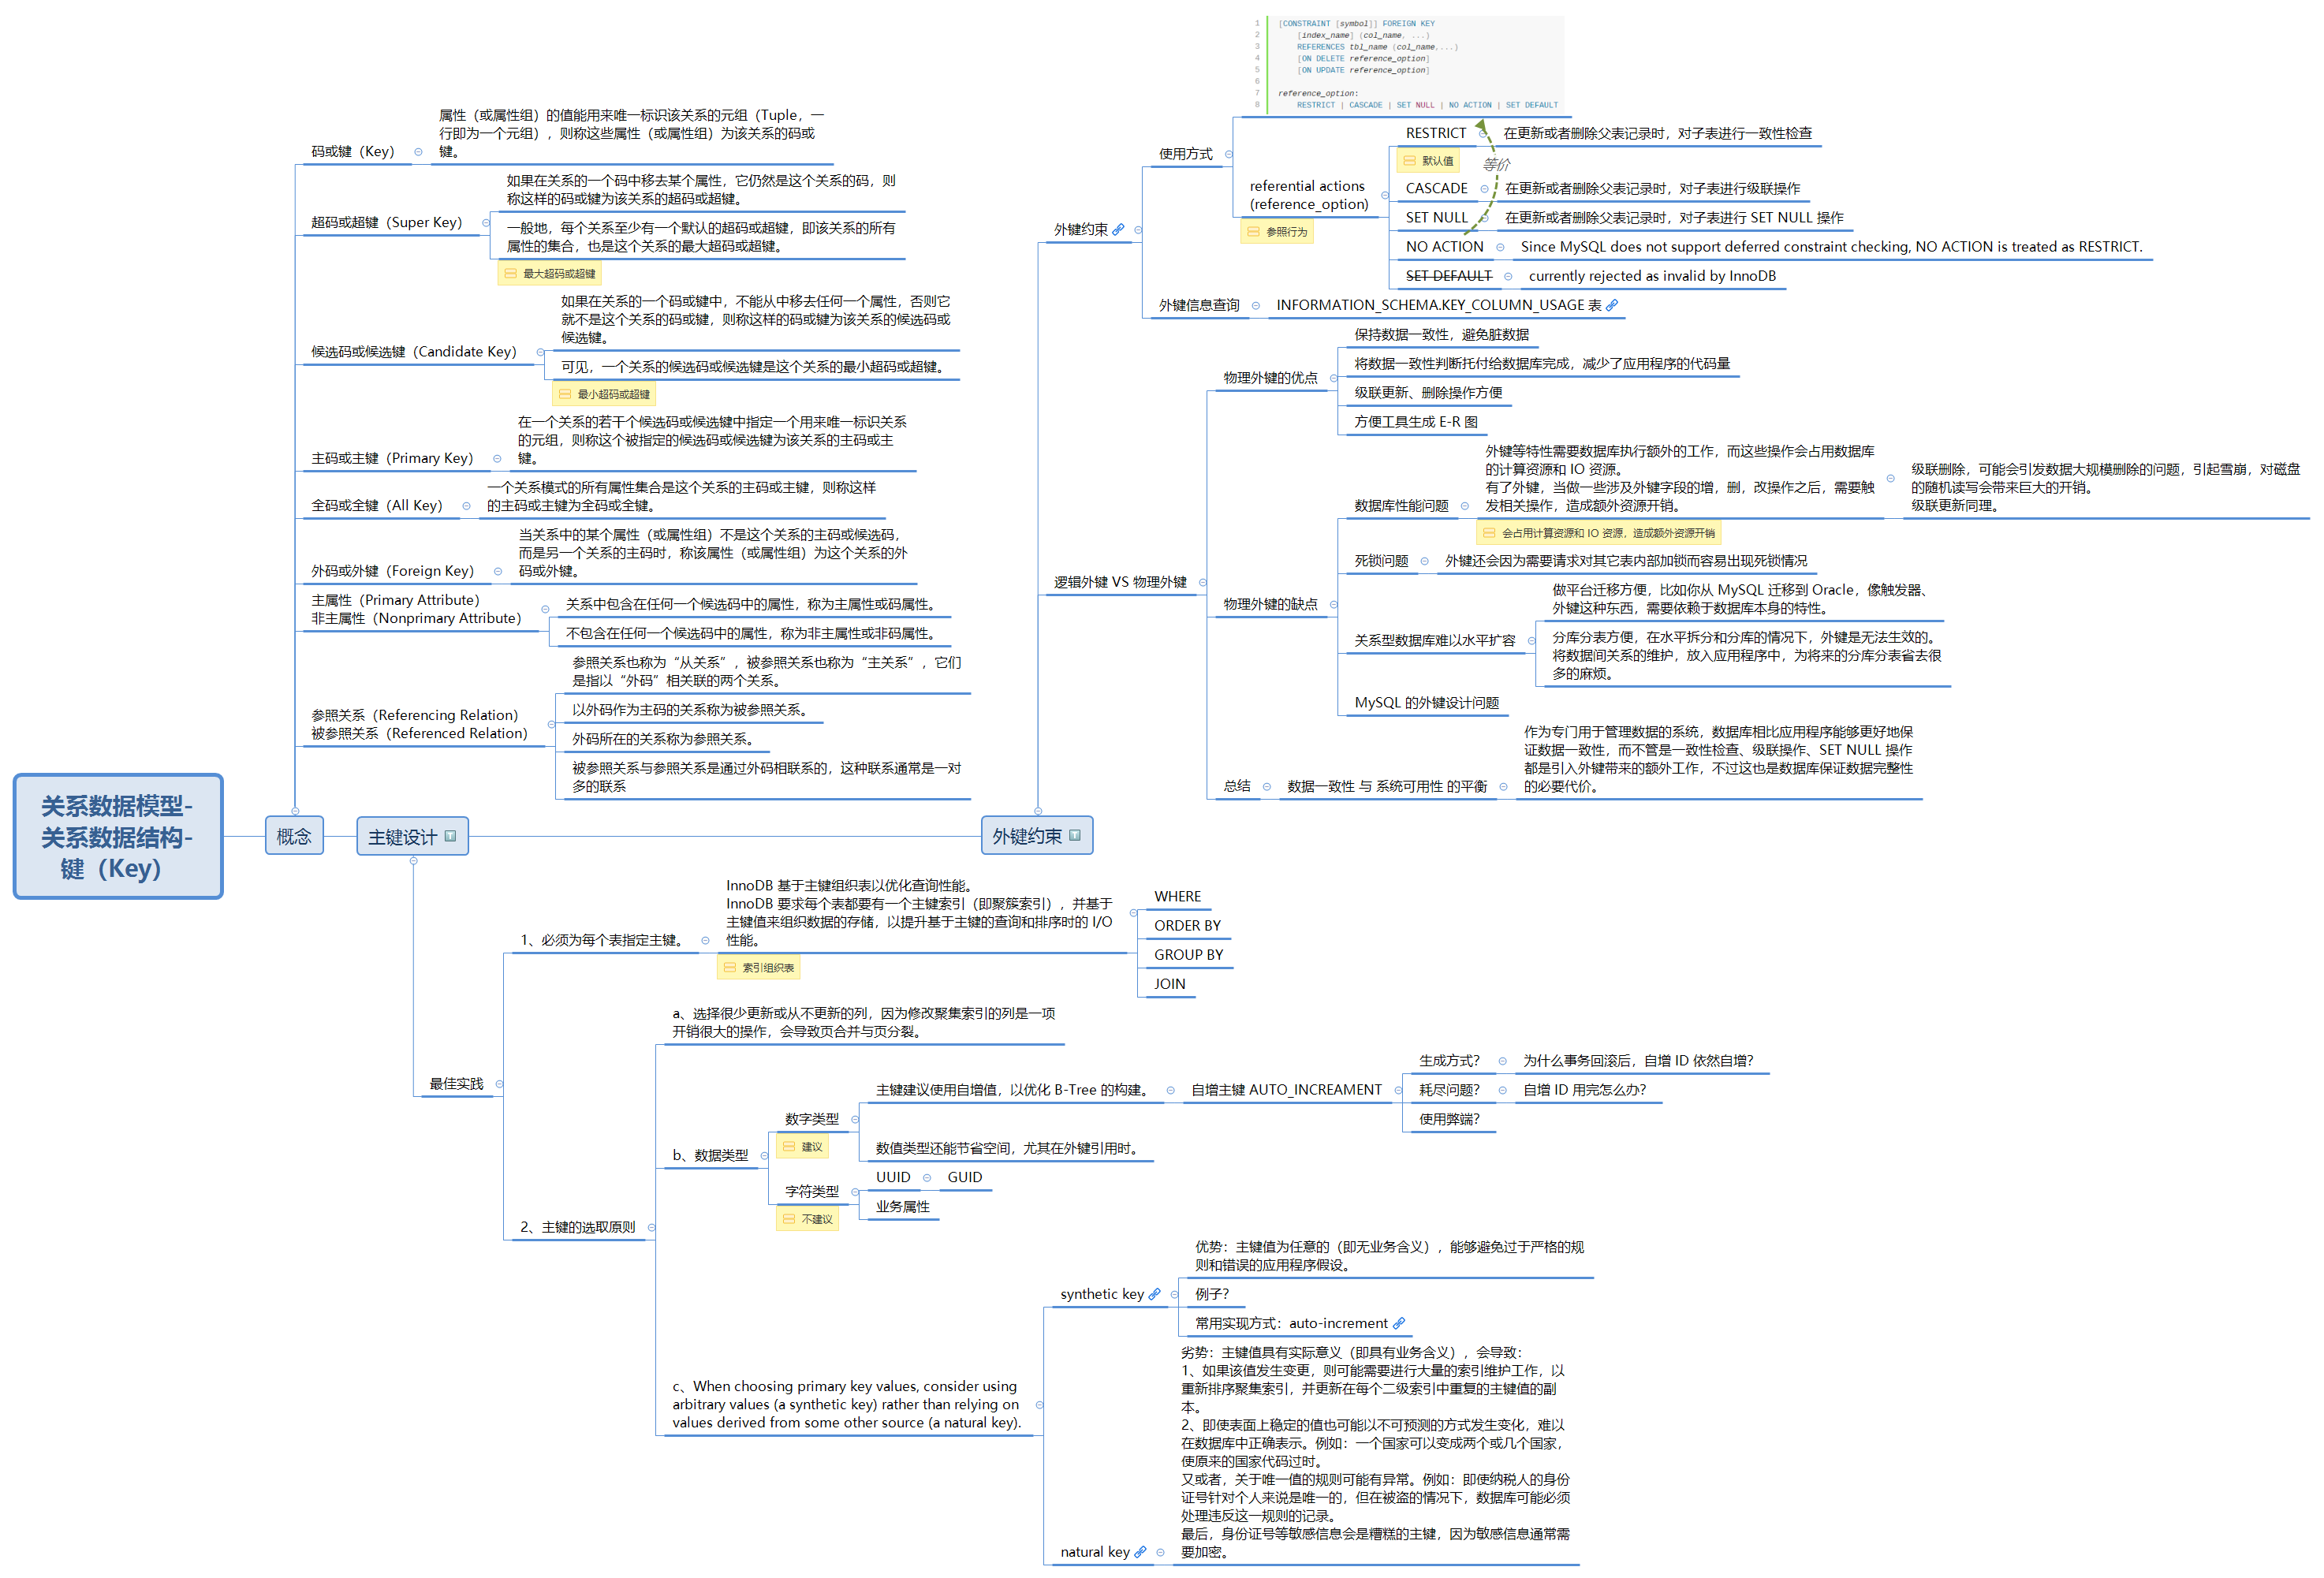 关系数据模型-
关系数据结构-
键（Key）
概念
码或键（Key）
属性（或属性组）的值能用来唯一标识该关系的元组（Tuple，一
行即为一个元组），则称这些属性（或属性组）为该关系的码或
键。
超码或超键（Super Key）
如果在关系的一个码中移去某个属性，它仍然是这个关系的码，则
称这样的码或键为该关系的超码或超键。
一般地，每个关系至少有一个默认的超码或超键，即该关系的所有
属性的集合，也是这个关系的最大超码或超键。
最大超码或超键
候选码或候选键（Candidate Key）
如果在关系的一个码或键中，不能从中移去任何一个属性，否则它
就不是这个关系的码或键，则称这样的码或键为该关系的候选码或
候选键。
可见，一个关系的候选码或候选键是这个关系的最小超码或超键。
最小超码或超键
主码或主键（Primary Key）
在一个关系的若干个候选码或候选键中指定一个用来唯一标识关系
的元组，则称这个被指定的候选码或候选键为该关系的主码或主
键。
全码或全键（All Key）
一个关系模式的所有属性集合是这个关系的主码或主键，则称这样
的主码或主键为全码或全键。
外码或外键（Foreign Key）
当关系中的某个属性（或属性组）不是这个关系的主码或候选码，
而是另一个关系的主码时，称该属性（或属性组）为这个关系的外
码或外键。
主属性（Primary Attribute）
非主属性（Nonprimary Attribute）
关系中包含在任何一个候选码中的属性，称为主属性或码属性。
不包含在任何一个候选码中的属性，称为非主属性或非码属性。
参照关系（Referencing Relation）
被参照关系（Referenced Relation）
参照关系也称为“从关系”，被参照关系也称为“主关系”，它们
是指以“外码”相关联的两个关系。
以外码作为主码的关系称为被参照关系。
外码所在的关系称为参照关系。
被参照关系与参照关系是通过外码相联系的，这种联系通常是一对
多的联系
主键设计
最佳实践
1、必须为每个表指定主键。
InnoDB 基于主键组织表以优化查询性能。
InnoDB 要求每个表都要有一个主键索引（即聚簇索引），并基于
主键值来组织数据的存储，以提升基于主键的查询和排序时的 I/O
性能。
索引组织表
WHERE
ORDER BY
GROUP BY
JOIN
2、主键的选取原则
a、选择很少更新或从不更新的列，因为修改聚集索引的列是一项
开销很大的操作，会导致页合并与页分裂。
b、数据类型
数字类型
建议
主键建议使用自增值，以优化 B-Tree 的构建。
自增主键 AUTO_INCREAMENT
生成方式？
为什么事务回滚后，自增 ID 依然自增？
耗尽问题？
自增 ID 用完怎么办？
使用弊端？
数值类型还能节省空间，尤其在外键引用时。
字符类型
不建议
UUID
GUID
业务属性
c、When choosing primary key values, consider using
arbitrary values (a synthetic key) rather than relying on
values derived from some other source (a natural key).
synthetic key
优势：主键值为任意的（即无业务含义），能够避免过于严格的规
则和错误的应用程序假设。
例子？
常用实现方式：auto-increment
natural key
劣势：主键值具有实际意义（即具有业务含义），会导致：
1、如果该值发生变更，则可能需要进行大量的索引维护工作，以
重新排序聚集索引，并更新在每个二级索引中重复的主键值的副
本。
2、即使表面上稳定的值也可能以不可预测的方式发生变化，难以
在数据库中正确表示。例如：一个国家可以变成两个或几个国家，
使原来的国家代码过时。
又或者，关于唯一值的规则可能有异常。例如：即使纳税人的身份
证号针对个人来说是唯一的，但在被盗的情况下，数据库可能必须
处理违反这一规则的记录。
最后，身份证号等敏感信息会是糟糕的主键，因为敏感信息通常需
要加密。
外键约束
外键约束
使用方式
1 [CONSTRAINT [symbol]] FOREIGN KEY
2 [index_name] (col_name, ...)
3 REFERENCES tbl_name (col_name,...)
4 [ON DELETE reference_option]
5 [ON UPDATE reference_option]
6
7 reference_option:
8 RESTRICT | CASCADE | SET NULL | NO ACTION | SET DEFAULT
referential actions
(reference_option)
参照行为
RESTRICT
在更新或者删除父表记录时，对子表进行一致性检查
默认值
等价
CASCADE
在更新或者删除父表记录时，对子表进行级联操作
SET NULL
在更新或者删除父表记录时，对子表进行 SET NULL 操作
NO ACTION
Since MySQL does not support deferred constraint checking, NO ACTION is treated as RESTRICT.
SET DEFAULT
currently rejected as invalid by InnoDB
外键信息查询
INFORMATION_SCHEMA.KEY_COLUMN_USAGE 表
逻辑外键 VS 物理外键
物理外键的优点
保持数据一致性，避免脏数据
将数据一致性判断托付给数据库完成，减少了应用程序的代码量
级联更新、删除操作方便
方便工具生成 E-R 图
物理外键的缺点
数据库性能问题
外键等特性需要数据库执行额外的工作，而这些操作会占用数据库
的计算资源和 IO 资源。
有了外键，当做一些涉及外键字段的增，删，改操作之后，需要触
发相关操作，造成额外资源开销。
会占用计算资源和 IO 资源，造成额外资源开销
级联删除，可能会引发数据大规模删除的问题，引起雪崩，对磁盘
的随机读写会带来巨大的开销。
级联更新同理。
死锁问题
外键还会因为需要请求对其它表内部加锁而容易出现死锁情况
关系型数据库难以水平扩容
做平台迁移方便，比如你从 MySQL 迁移到 Oracle，像触发器、
外键这种东西，需要依赖于数据库本身的特性。
分库分表方便，在水平拆分和分库的情况下，外键是无法生效的。
将数据间关系的维护，放入应用程序中，为将来的分库分表省去很
多的麻烦。
MySQL 的外键设计问题
总结
数据一致性 与 系统可用性 的平衡
作为专门用于管理数据的系统，数据库相比应用程序能够更好地保
证数据一致性，而不管是一致性检查、级联操作、SET NULL 操作
都是引入外键带来的额外工作，不过这也是数据库保证数据完整性
的必要代价。